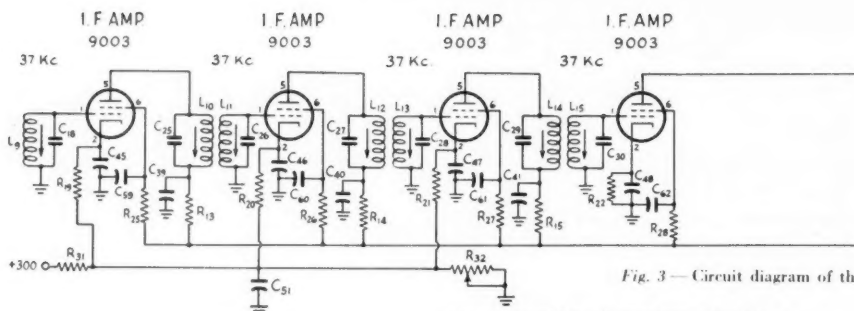 I.F. AMP. I.F. AMP. I.F. AMP. I.F. AMP.
9003 9003 9003 9003
37 Kc 37 Kc 37 Kc. 37 Kc
5 5 5 5
L9 C18 1 6 L10 L11 1 6 L12 L13 1 6 L14 L15 1 6
C25 C26 C27 C28 C29 C30
2 2 2 2
C45 C46 C47 C48
R19 C39 R20 C40 R21 C41 R22
C59 C60 C61 C62
R25 R13 R26 R14 R27 R15 R28
+300 R31 R32
C51
Fig. 3 — Circuit diagram of th